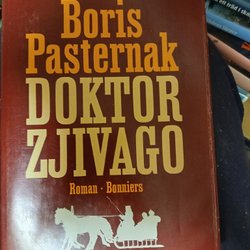 Boris
Pasternak
DOKTOR
ZJIVAGO
Roman · Bonniers